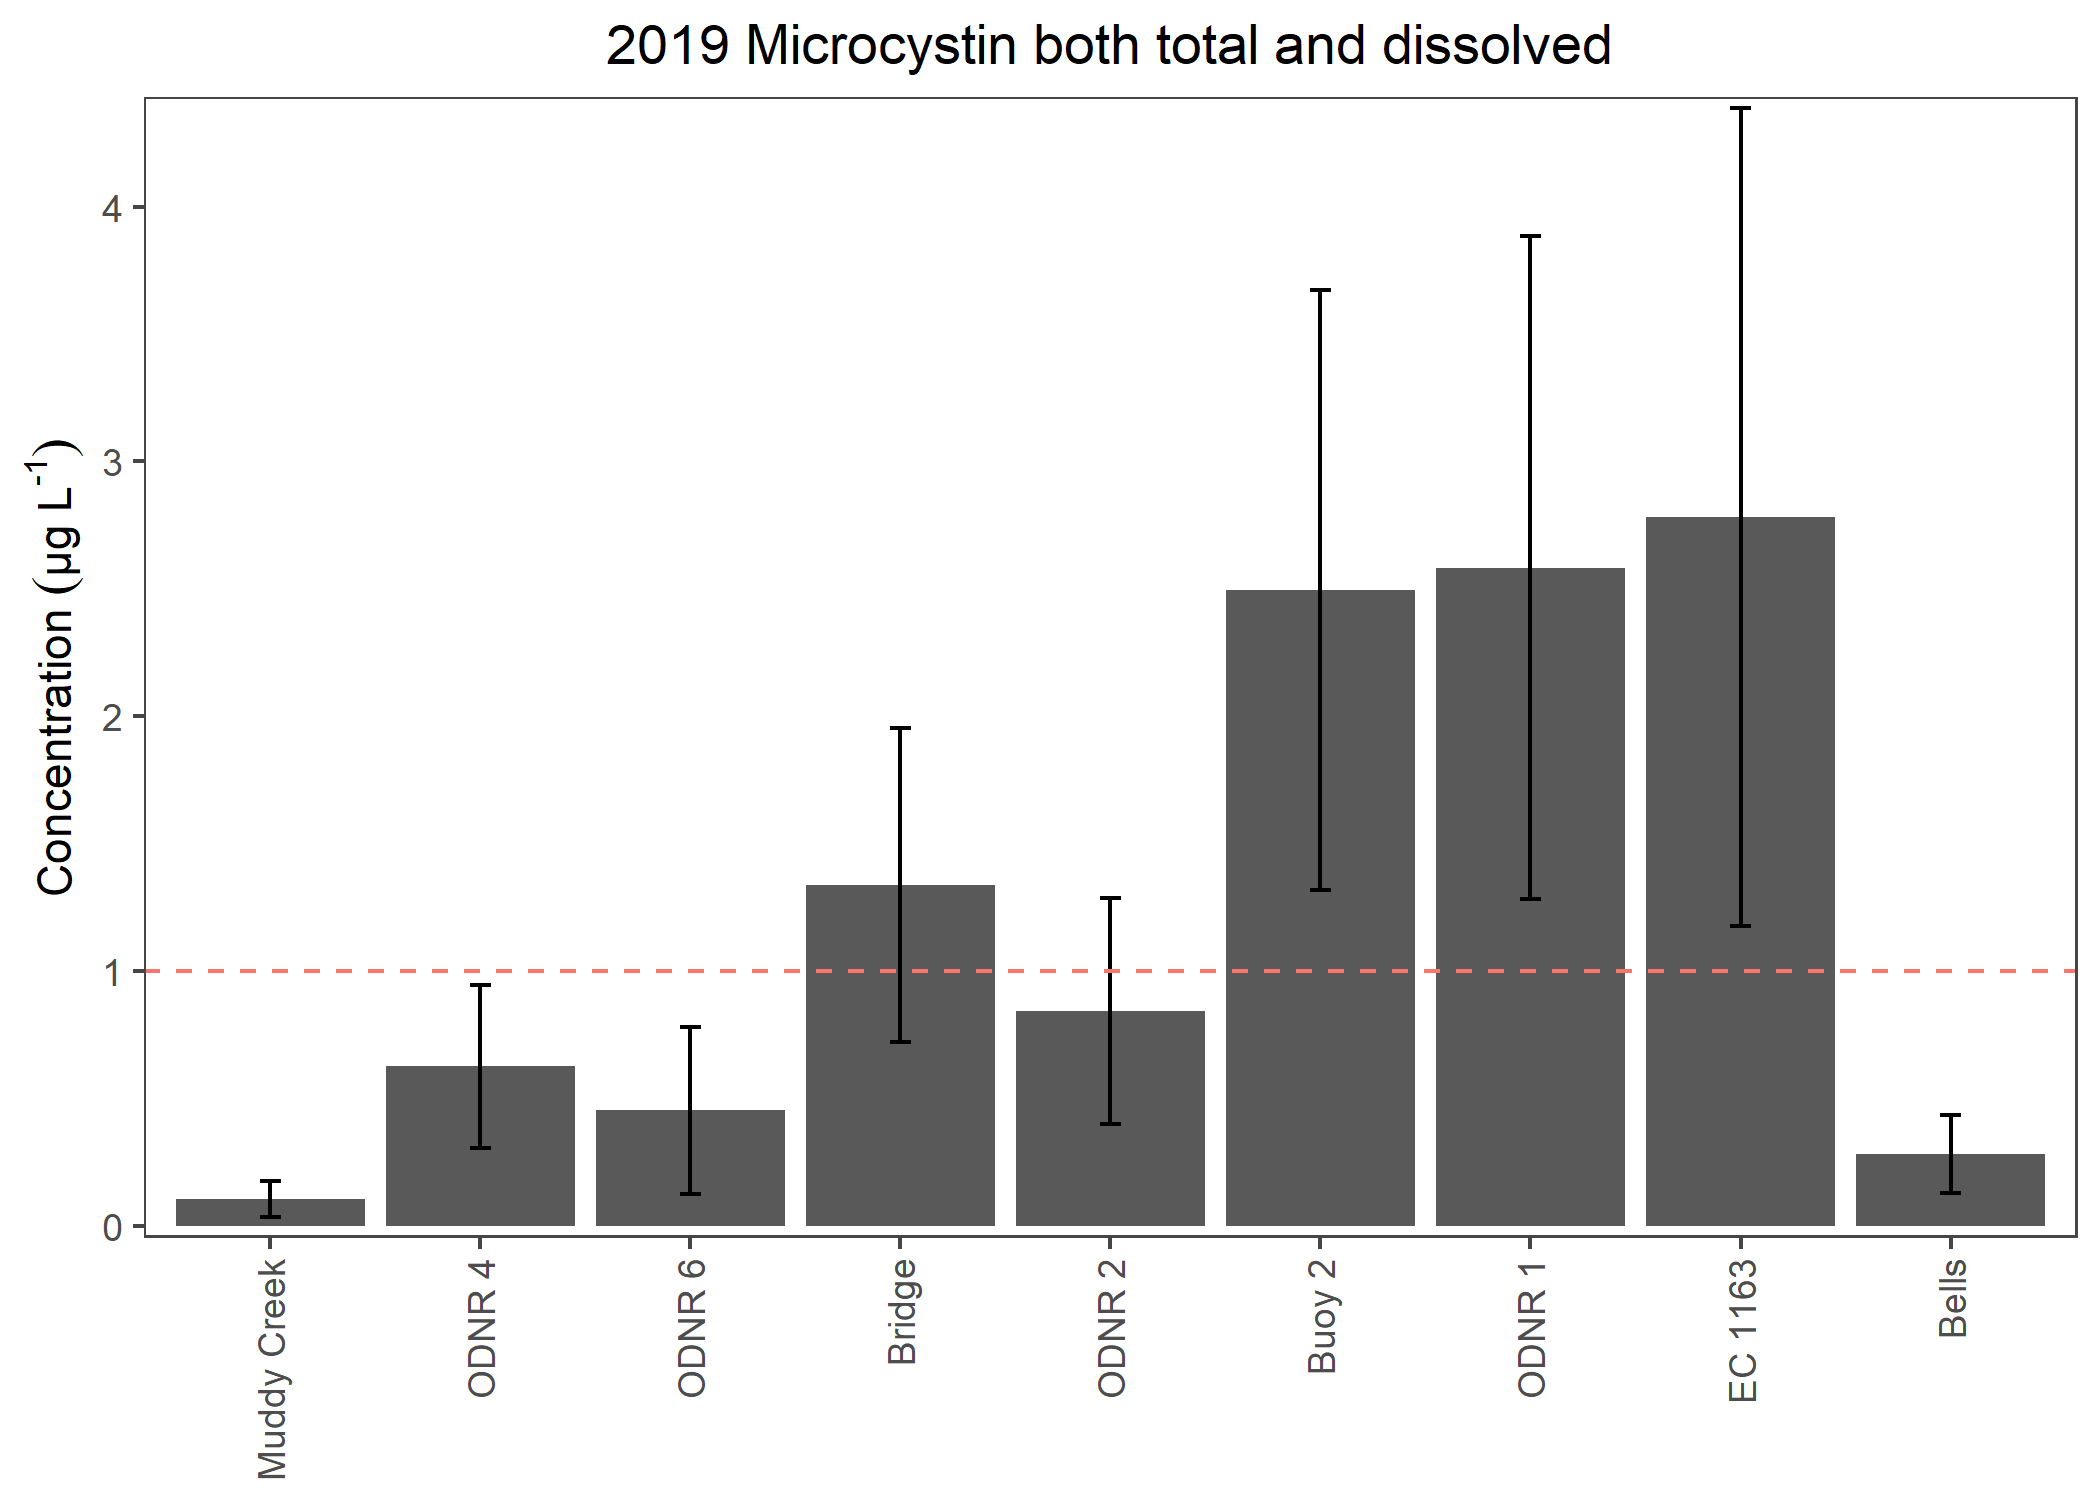 2019 Microcystin both total and dissolved
Concentration (µg L⁻¹)
4
3
2
1
0
Muddy Creek
ODNR 4
ODNR 6
Bridge
ODNR 2
Buoy 2
ODNR 1
EC 1163
Bells